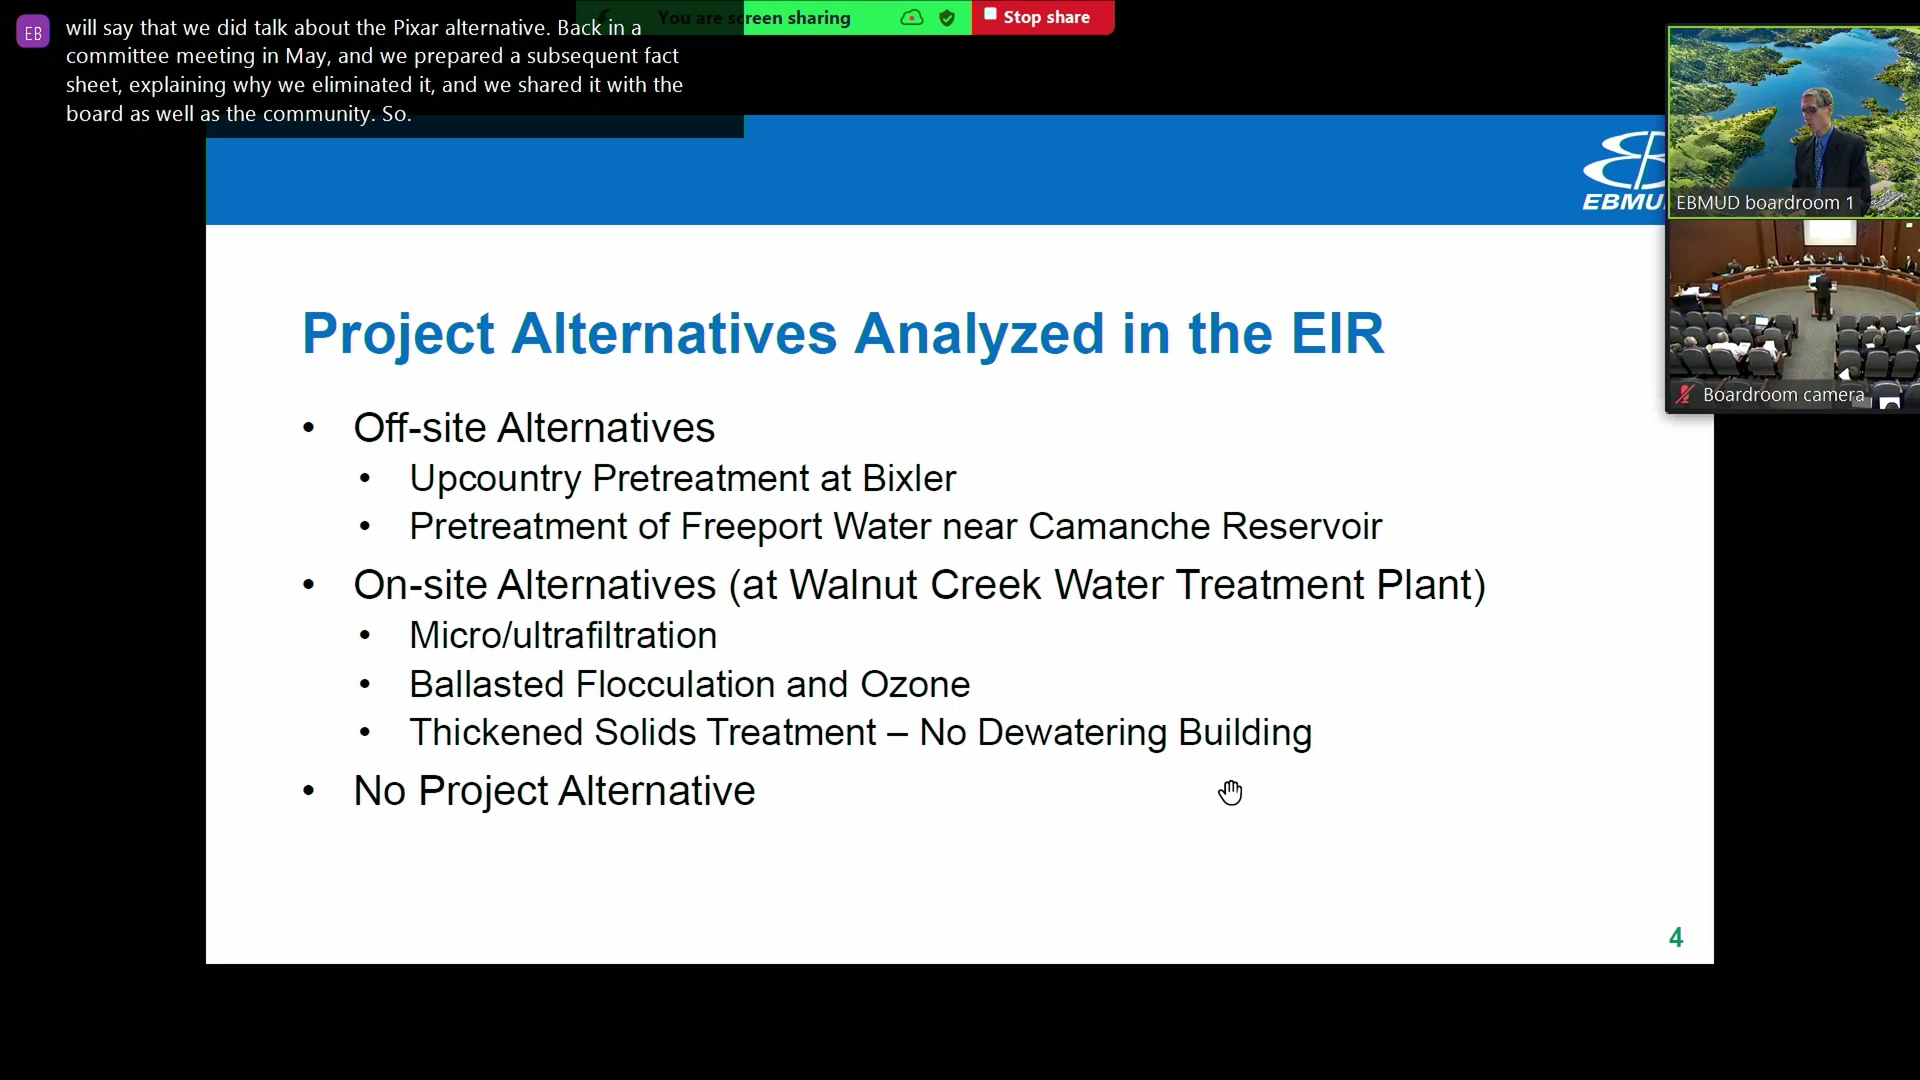 EB
will say that we did talk about the Pixar alternative. Back in a
committee meeting in May, and we prepared a subsequent fact
sheet, explaining why we eliminated it, and we shared it with the
board as well as the community. So.
You are screen sharing
Stop share
EBMU
EBMUD boardroom 1
Boardroom camera
Project Alternatives Analyzed in the EIR
• Off-site Alternatives
• Upcountry Pretreatment at Bixler
• Pretreatment of Freeport Water near Camanche Reservoir
• On-site Alternatives (at Walnut Creek Water Treatment Plant)
• Micro/ultrafiltration
• Ballasted Flocculation and Ozone
• Thickened Solids Treatment – No Dewatering Building
• No Project Alternative
4